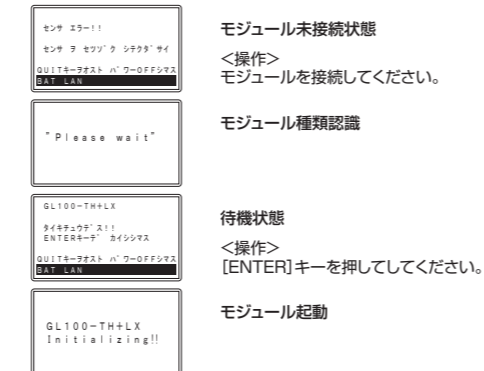 センサ エラー!!
センサ ヲ セツゾク シテクダサイ
QUITキーヲオスト パワーOFFシマス
BAT LAN
モジュール未接続状態
<操作>
モジュールを接続してください。
"Please wait"
モジュール種類認識
GL100-TH+LX
タイキチュウデス!!
ENTERキーデ カイシシマス
QUITキーヲオスト パワーOFFシマス
BAT LAN
待機状態
<操作>
[ENTER]キーを押してしてください。
GL100-TH+LX
Initializing!!
モジュール起動